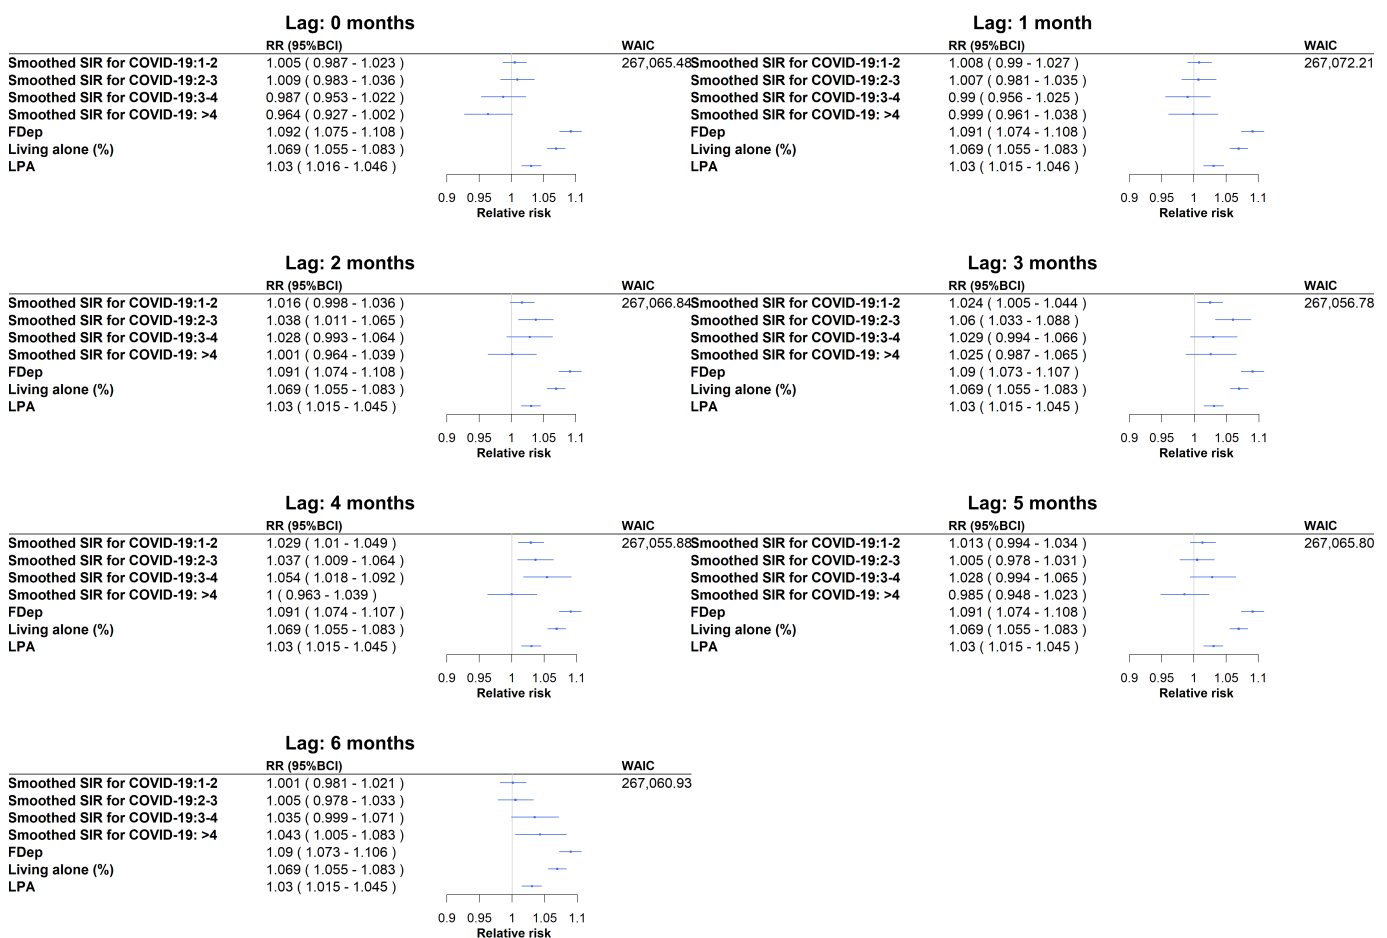 Lag: 0 months
RR (95%BCI) WAIC
Smoothed SIR for COVID-19:1-2 1.005 ( 0.987 - 1.023 ) 267,065.48
Smoothed SIR for COVID-19:2-3 1.009 ( 0.983 - 1.036 )
Smoothed SIR for COVID-19:3-4 0.987 ( 0.953 - 1.022 )
Smoothed SIR for COVID-19: >4 0.964 ( 0.927 - 1.002 )
FDep 1.092 ( 1.075 - 1.108 )
Living alone (%) 1.069 ( 1.055 - 1.083 )
LPA 1.03 ( 1.016 - 1.046 )
0.9 0.95 1 1.05 1.1
Relative risk
Lag: 1 month
RR (95%BCI) WAIC
Smoothed SIR for COVID-19:1-2 1.008 ( 0.99 - 1.027 ) 267,072.21
Smoothed SIR for COVID-19:2-3 1.007 ( 0.981 - 1.035 )
Smoothed SIR for COVID-19:3-4 0.99 ( 0.956 - 1.025 )
Smoothed SIR for COVID-19: >4 0.999 ( 0.961 - 1.038 )
FDep 1.091 ( 1.074 - 1.108 )
Living alone (%) 1.069 ( 1.055 - 1.083 )
LPA 1.03 ( 1.015 - 1.046 )
0.9 0.95 1 1.05 1.1
Relative risk
Lag: 2 months
RR (95%BCI) WAIC
Smoothed SIR for COVID-19:1-2 1.016 ( 0.998 - 1.036 ) 267,066.84
Smoothed SIR for COVID-19:2-3 1.038 ( 1.011 - 1.065 )
Smoothed SIR for COVID-19:3-4 1.028 ( 0.993 - 1.064 )
Smoothed SIR for COVID-19: >4 1.001 ( 0.964 - 1.039 )
FDep 1.091 ( 1.074 - 1.108 )
Living alone (%) 1.069 ( 1.055 - 1.083 )
LPA 1.03 ( 1.015 - 1.045 )
0.9 0.95 1 1.05 1.1
Relative risk
Lag: 3 months
RR (95%BCI) WAIC
Smoothed SIR for COVID-19:1-2 1.024 ( 1.005 - 1.044 ) 267,056.78
Smoothed SIR for COVID-19:2-3 1.06 ( 1.033 - 1.088 )
Smoothed SIR for COVID-19:3-4 1.029 ( 0.994 - 1.066 )
Smoothed SIR for COVID-19: >4 1.025 ( 0.987 - 1.065 )
FDep 1.09 ( 1.073 - 1.107 )
Living alone (%) 1.069 ( 1.055 - 1.083 )
LPA 1.03 ( 1.015 - 1.045 )
0.9 0.95 1 1.05 1.1
Relative risk
Lag: 4 months
RR (95%BCI) WAIC
Smoothed SIR for COVID-19:1-2 1.029 ( 1.01 - 1.049 ) 267,055.88
Smoothed SIR for COVID-19:2-3 1.037 ( 1.009 - 1.064 )
Smoothed SIR for COVID-19:3-4 1.054 ( 1.018 - 1.092 )
Smoothed SIR for COVID-19: >4 1 ( 0.963 - 1.039 )
FDep 1.091 ( 1.074 - 1.107 )
Living alone (%) 1.069 ( 1.055 - 1.083 )
LPA 1.03 ( 1.015 - 1.045 )
0.9 0.95 1 1.05 1.1
Relative risk
Lag: 5 months
RR (95%BCI) WAIC
Smoothed SIR for COVID-19:1-2 1.013 ( 0.994 - 1.034 ) 267,065.80
Smoothed SIR for COVID-19:2-3 1.005 ( 0.978 - 1.031 )
Smoothed SIR for COVID-19:3-4 1.028 ( 0.994 - 1.065 )
Smoothed SIR for COVID-19: >4 0.985 ( 0.948 - 1.023 )
FDep 1.091 ( 1.074 - 1.108 )
Living alone (%) 1.069 ( 1.055 - 1.083 )
LPA 1.03 ( 1.015 - 1.045 )
0.9 0.95 1 1.05 1.1
Relative risk
Lag: 6 months
RR (95%BCI) WAIC
Smoothed SIR for COVID-19:1-2 1.001 ( 0.981 - 1.021 ) 267,060.93
Smoothed SIR for COVID-19:2-3 1.005 ( 0.978 - 1.033 )
Smoothed SIR for COVID-19:3-4 1.035 ( 0.999 - 1.071 )
Smoothed SIR for COVID-19: >4 1.043 ( 1.005 - 1.083 )
FDep 1.09 ( 1.073 - 1.106 )
Living alone (%) 1.069 ( 1.055 - 1.083 )
LPA 1.03 ( 1.015 - 1.045 )
0.9 0.95 1 1.05 1.1
Relative risk